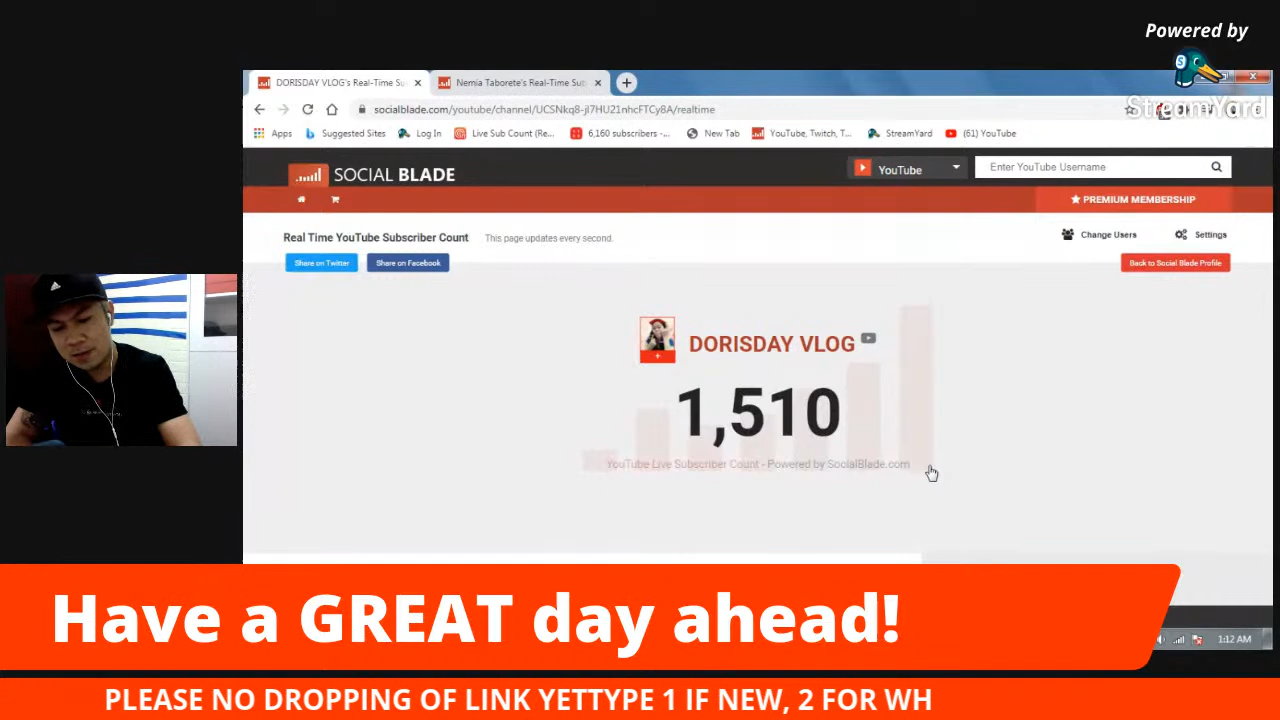 Powered by
StreamYard
DORISDAY VLOG's Real-Time Su
Nemia Taborete's Real-Time Sub
socialblade.com/youtube/channel/UCSNkq8-jI7HU21nhcFTCy8A/realtime
Apps Suggested Sites Log In Live Sub Count (Re... 6,160 subscribers -... New Tab YouTube, Twitch, T... StreamYard (61) YouTube
SOCIAL BLADE
YouTube
Enter YouTube Username
PREMIUM MEMBERSHIP
Real Time YouTube Subscriber Count This page updates every second.
Change Users Settings
Share on Twitter Share on Facebook
Back to Social Blade Profile
DORISDAY VLOG
1,510
YouTube Live Subscriber Count - Powered by SocialBlade.com
Have a GREAT day ahead!
1:12 AM
PLEASE NO DROPPING OF LINK YETTYPE 1 IF NEW, 2 FOR WH